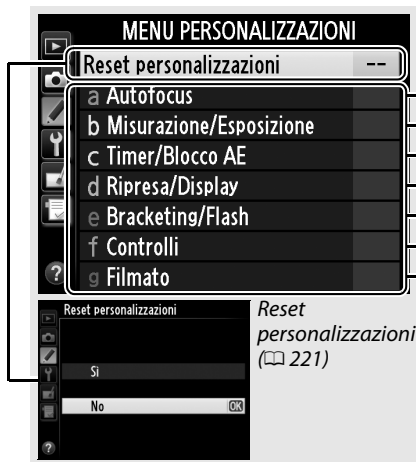 MENU PERSONALIZZAZIONI
Reset personalizzazioni --
a Autofocus
b Misurazione/Esposizione
c Timer/Blocco AE
d Ripresa/Display
e Bracketing/Flash
f Controlli
g Filmato
?
Reset personalizzazioni
Sì
No OK
?
Reset
personalizzazioni
(221)